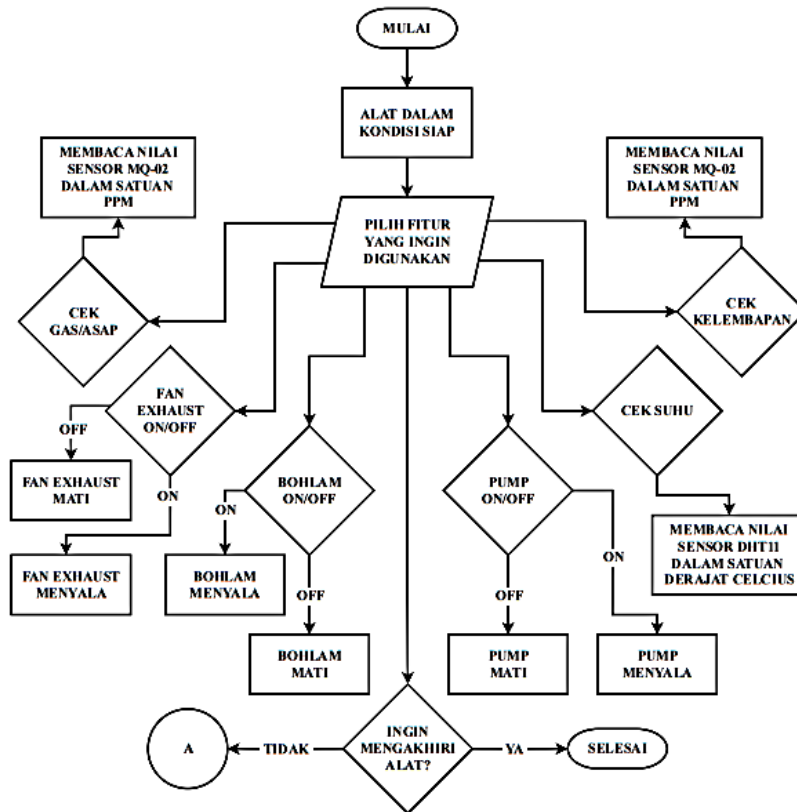 MULAI
ALAT DALAM
KONDISI SIAP
MEMBACA NILAI
SENSOR MQ-02
DALAM SATUAN
PPM
MEMBACA NILAI
SENSOR MQ-02
DALAM SATUAN
PPM
PILIH FITUR
YANG INGIN
DIGUNAKAN
CEK
GAS/ASAP
CEK
KELEMBAPAN
FAN
EXHAUST
ON/OFF
CEK SUHU
OFF
FAN EXHAUST
MATI
ON
BOHLAM
ON/OFF
PUMP
ON/OFF
ON
ON
MEMBACA NILAI
SENSOR DHT11
DALAM SATUAN
DERAJAT CELCIUS
FAN EXHAUST
MENYALA
BOHLAM
MENYALA
OFF
OFF
BOHLAM
MATI
PUMP
MATI
PUMP
MENYALA
A
TIDAK
INGIN
MENGAKHIRI
ALAT?
YA
SELESAI